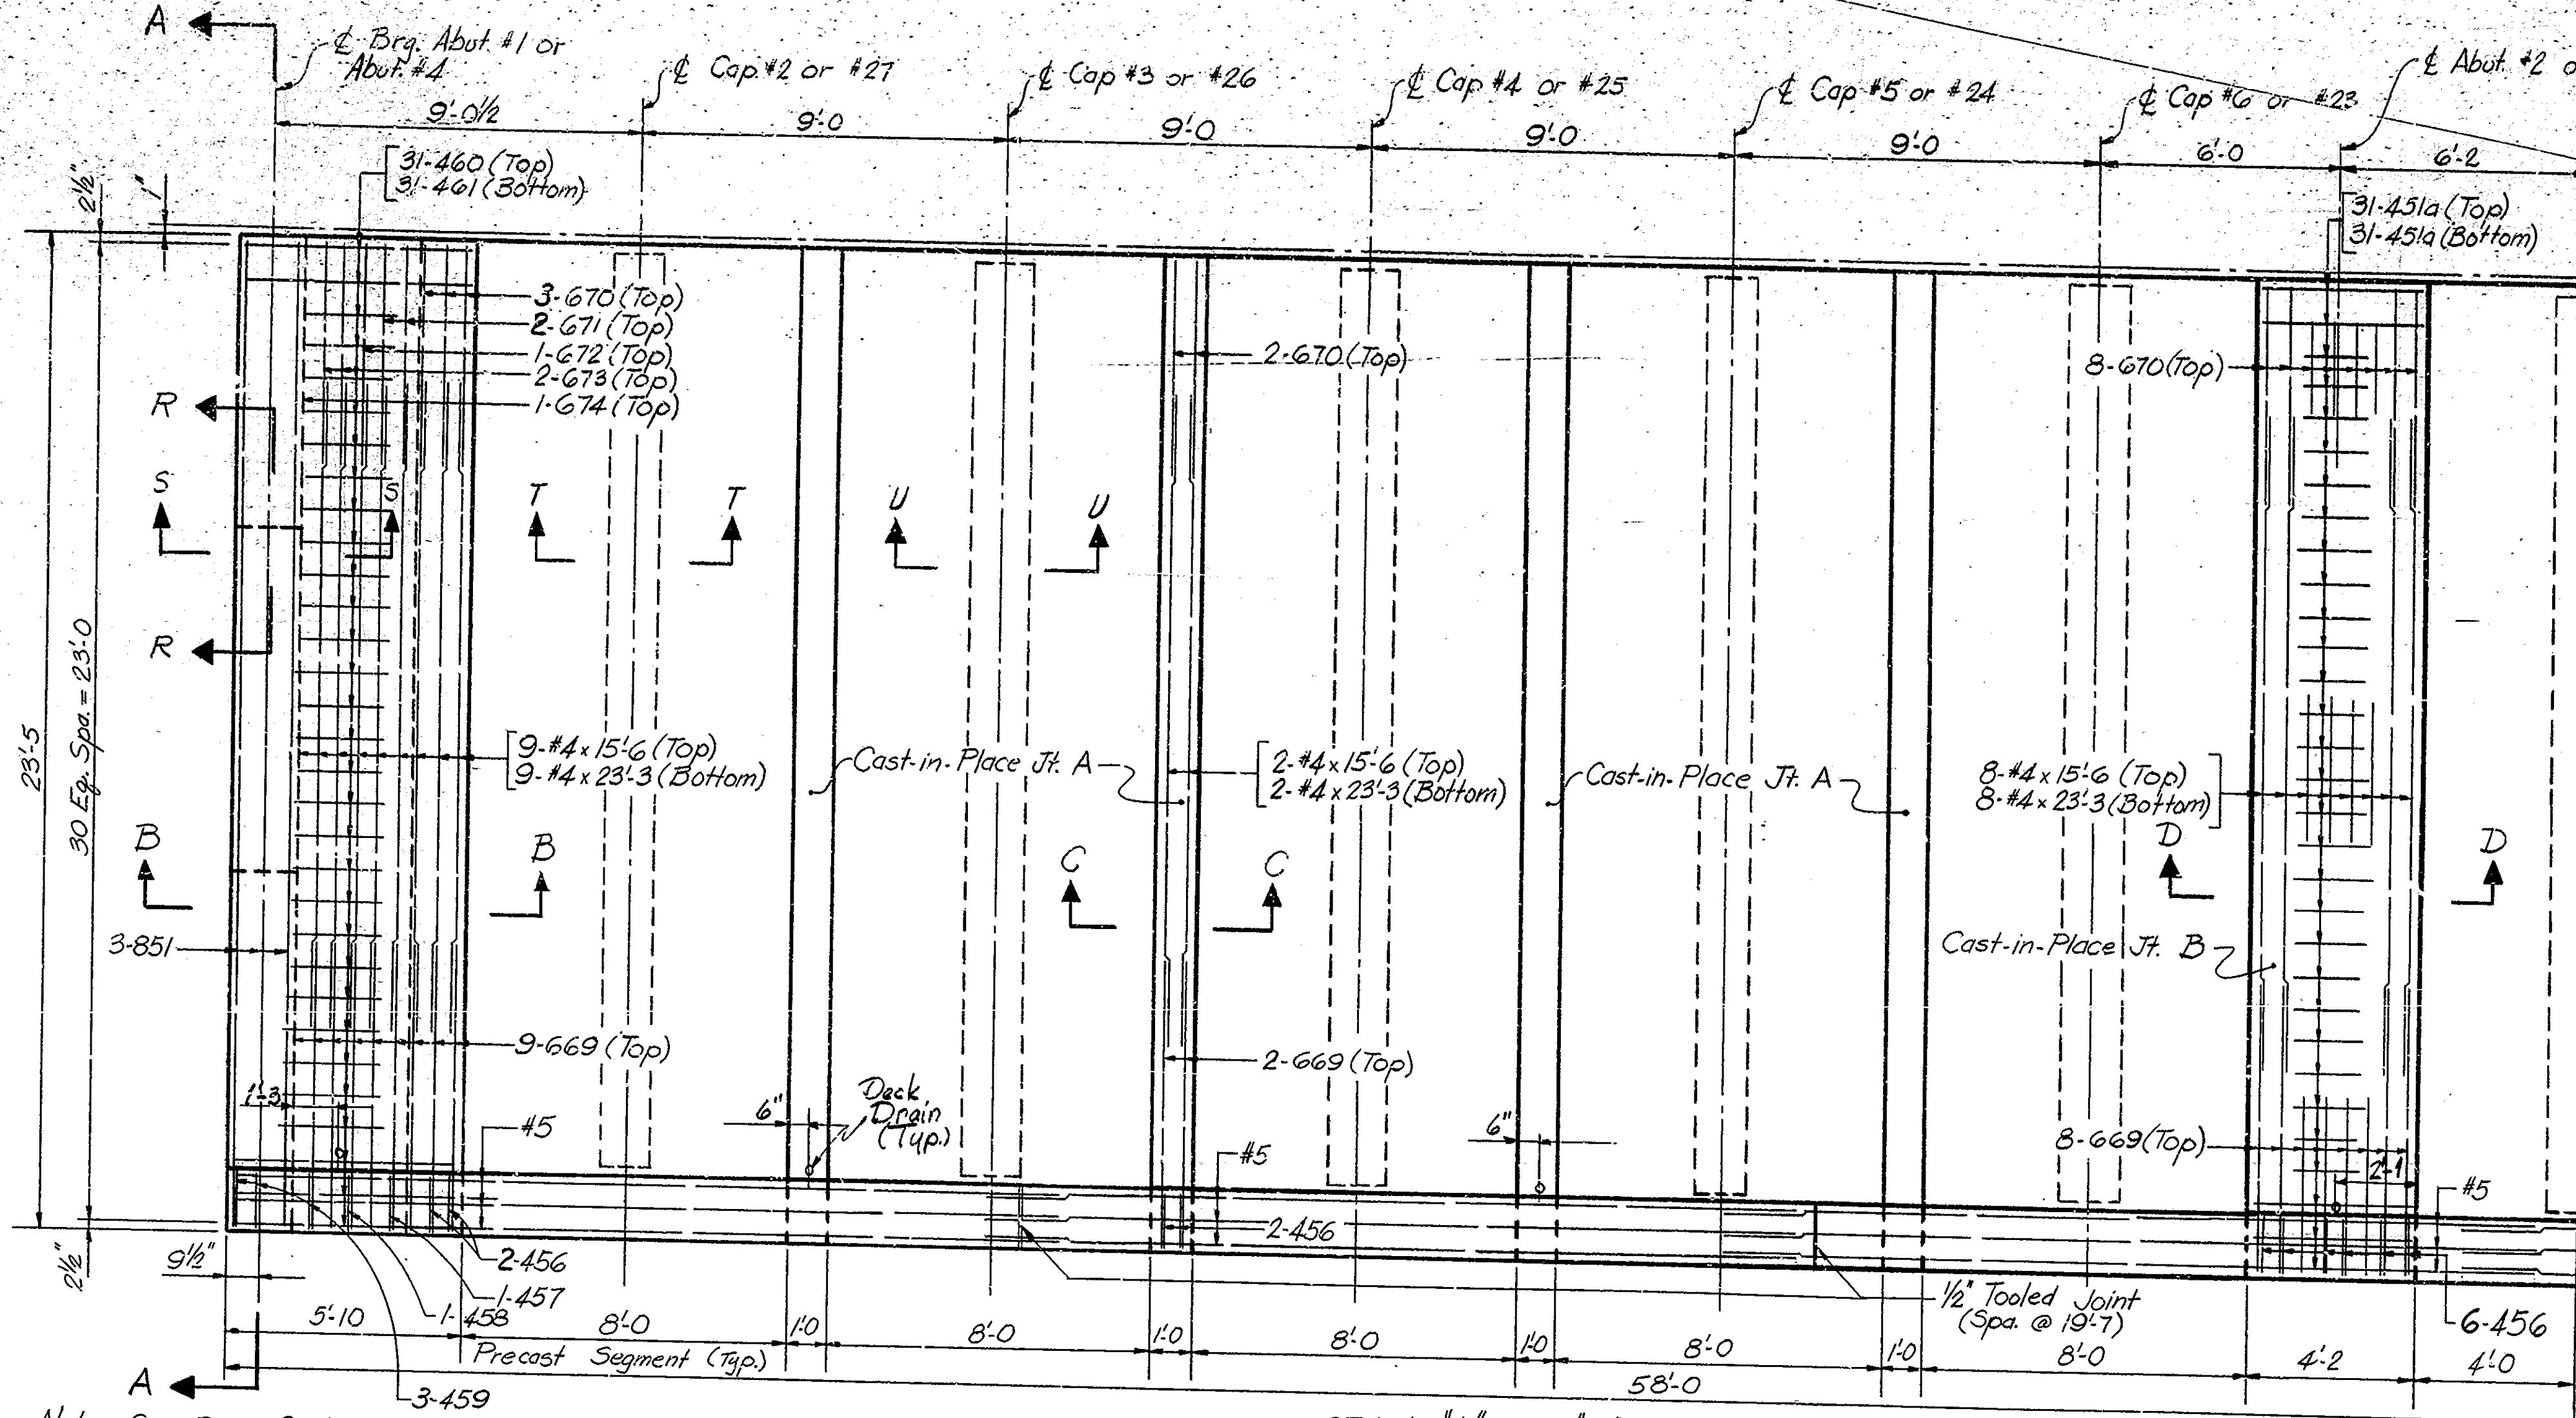 A
℄ Brg. Abut. #1 or
Abut. #4
℄ Cap #2 or #27
℄ Cap #3 or #26
℄ Cap #4 or #25
℄ Cap #5 or #24
℄ Cap #6 or #23
℄ Abut. #2 o
9'-0½
9'-0
9'-0
9'-0
9'-0
6'-0
6'-2
31-460 (Top)
31-461 (Bottom)
31-451a (Top)
31-451a (Bottom)
2½"
1"
3-670 (Top)
2-671 (Top)
1-672 (Top)
2-673 (Top)
1-674 (Top)
2-670 (Top)
8-670 (Top)
R
S
S
T
T
U
U
R
23'-5
30 Eq. Spa. = 23'-0
9-#4 x 15'-6 (Top)
9-#4 x 23'-3 (Bottom)
Cast-in-Place Jt. A
2-#4 x 15'-6 (Top)
2-#4 x 23'-3 (Bottom)
Cast-in-Place Jt. A
8-#4 x 15'-6 (Top)
8-#4 x 23'-3 (Bottom)
B
B
C
C
D
D
3-851
Cast-in-Place Jt. B
9-669 (Top)
2-669 (Top)
8-669 (Top)
1'-3
#5
6"
Deck
Drain
(Typ.)
#5
6"
2'-1
#5
2½"
9½"
2-456
1-457
1-458
2-456
½" Tooled Joint
(Spa. @ 19'-7)
6-456
5'-10
8'-0
1'-0
8'-0
1'-0
8'-0
1'-0
8'-0
1'-0
8'-0
4'-2
4'-0
Precast Segment (Typ.)
58'-0
A
3-459